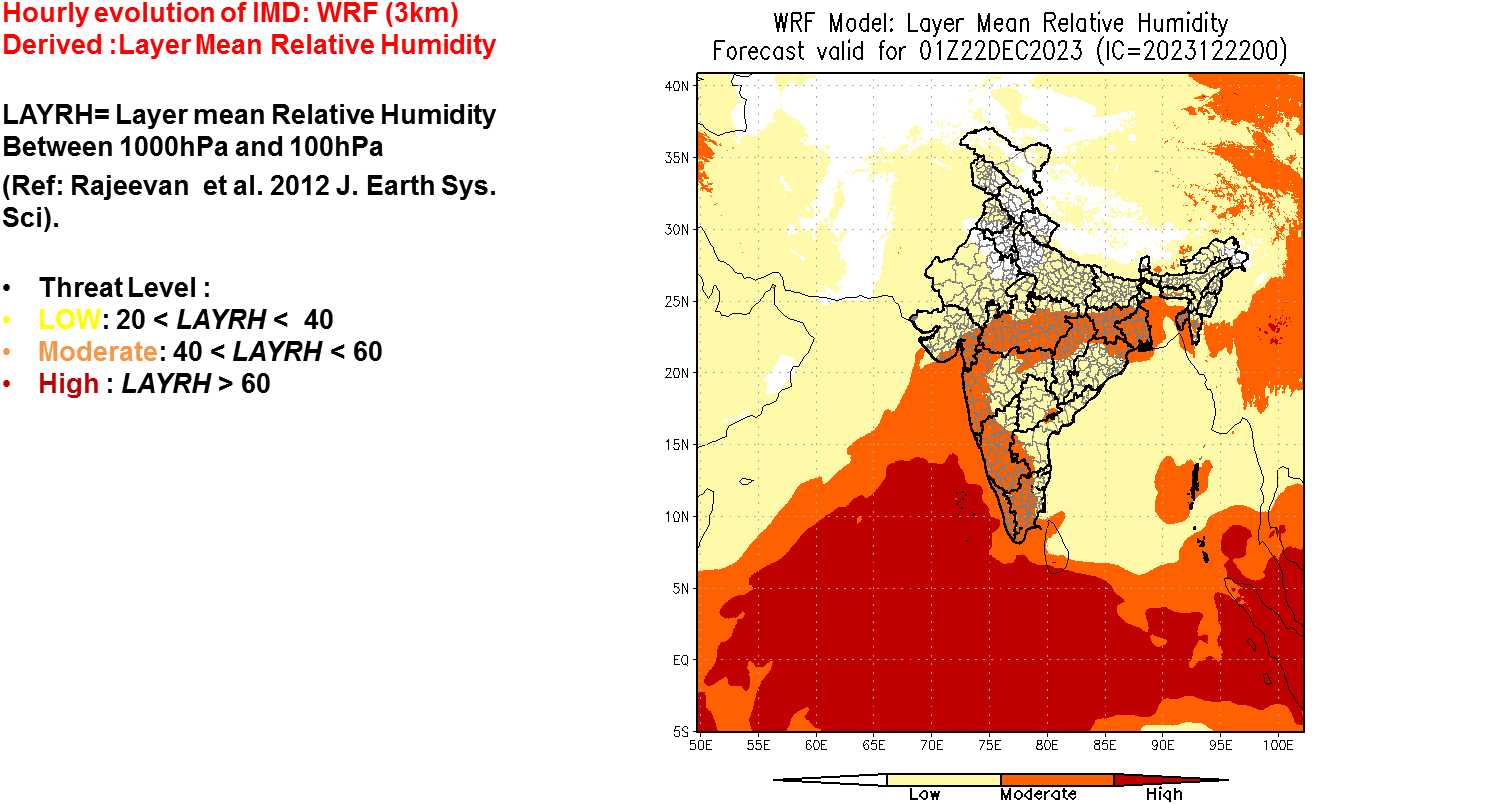 Hourly evolution of IMD: WRF (3km)
Derived :Layer Mean Relative Humidity
LAYRH= Layer mean Relative Humidity
Between 1000hPa and 100hPa
(Ref: Rajeevan et al. 2012 J. Earth Sys.
Sci).
• Threat Level :
• LOW: 20 < LAYRH < 40
• Moderate: 40 < LAYRH < 60
• High : LAYRH > 60
WRF Model: Layer Mean Relative Humidity
Forecast valid for 01Z22DEC2023 (IC=2023122200)
40N
35N
30N
25N
20N
15N
10N
5N
EQ
5S
50E 55E 60E 65E 70E 75E 80E 85E 90E 95E 100E
Low Moderate High